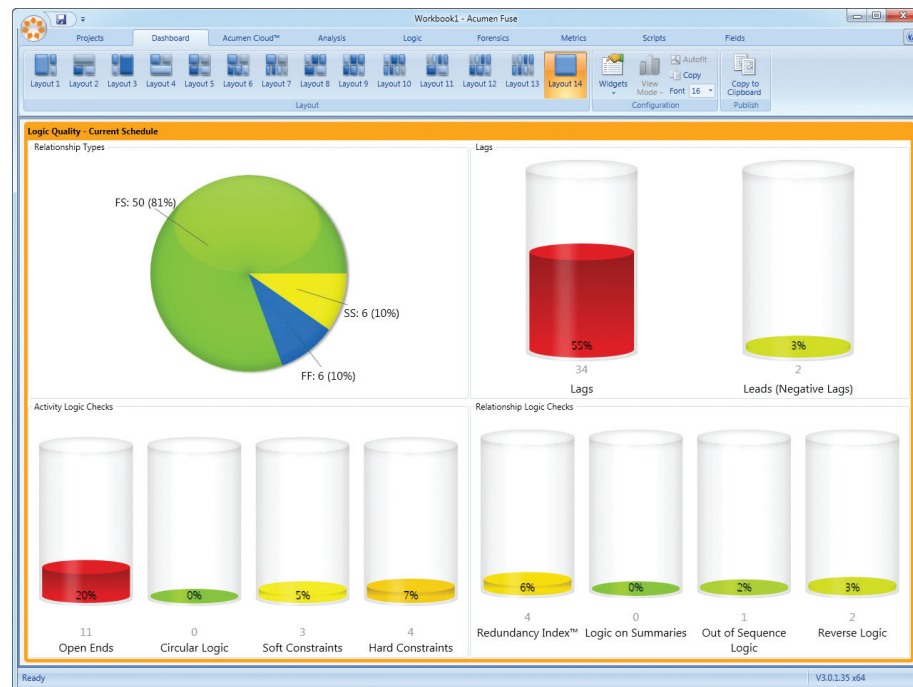 Workbook1 - Acumen Fuse
Projects Dashboard Acumen Cloud™ Analysis Logic Forensics Metrics Scripts Fields
Layout 1 Layout 2 Layout 3 Layout 4 Layout 5 Layout 6 Layout 7 Layout 8 Layout 9 Layout 10 Layout 11 Layout 12 Layout 13 Layout 14
Layout
Widgets
View Mode
Autofit
Copy
Font 16
Configuration
Copy to Clipboard
Publish
Logic Quality - Current Schedule
Relationship Types
FS: 50 (81%)
SS: 6 (10%)
FF: 6 (10%)
Lags
55% 3%
34 2
Lags Leads (Negative Lags)
Activity Logic Checks
20% 0% 5% 7%
11 0 3 4
Open Ends Circular Logic Soft Constraints Hard Constraints
Relationship Logic Checks
6% 0% 2% 3%
4 0 1 2
Redundancy Index™ Logic on Summaries Out of Sequence Logic Reverse Logic
Ready V3.0.1.35 x64